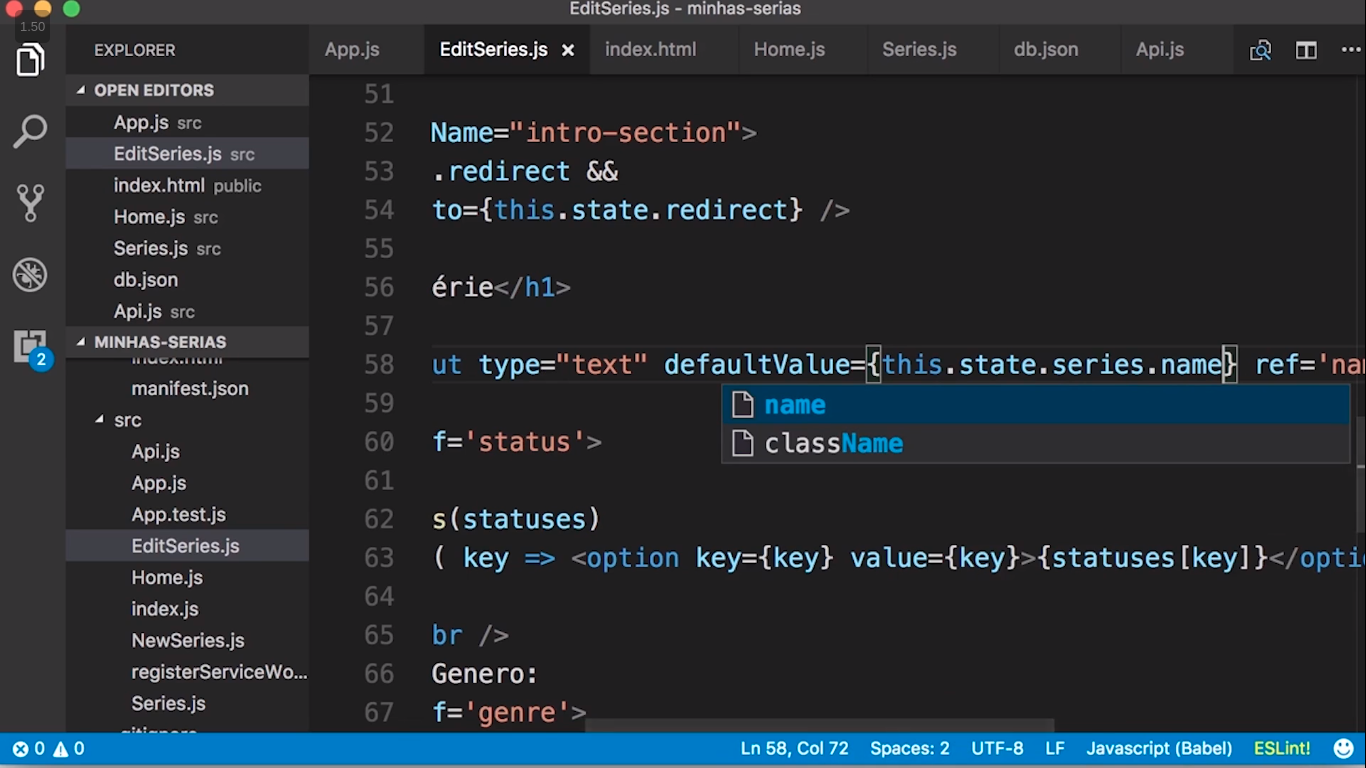 EditSeries.js - minhas-serias
1.50
EXPLORER
App.js
EditSeries.js ×
index.html
Home.js
Series.js
db.json
Api.js
OPEN EDITORS
App.js src
EditSeries.js src
index.html public
Home.js src
Series.js src
db.json
Api.js src
MINHAS-SERIAS
index.html
manifest.json
src
Api.js
App.js
App.test.js
EditSeries.js
Home.js
index.js
NewSeries.js
registerServiceWo...
Series.js
.gitignore
2
51
52 Name="intro-section">
53 .redirect &&
54 to={this.state.redirect} />
55
56 érie</h1>
57
58 ut type="text" defaultValue={this.state.series.name} ref='nam
name
className
59
60 f='status'>
61
62 s(statuses)
63 ( key => <option key={key} value={key}>{statuses[key]}</optio
64
65 br />
66 Genero:
67 f='genre'>
0 0
Ln 58, Col 72
Spaces: 2
UTF-8
LF
Javascript (Babel)
ESLint!